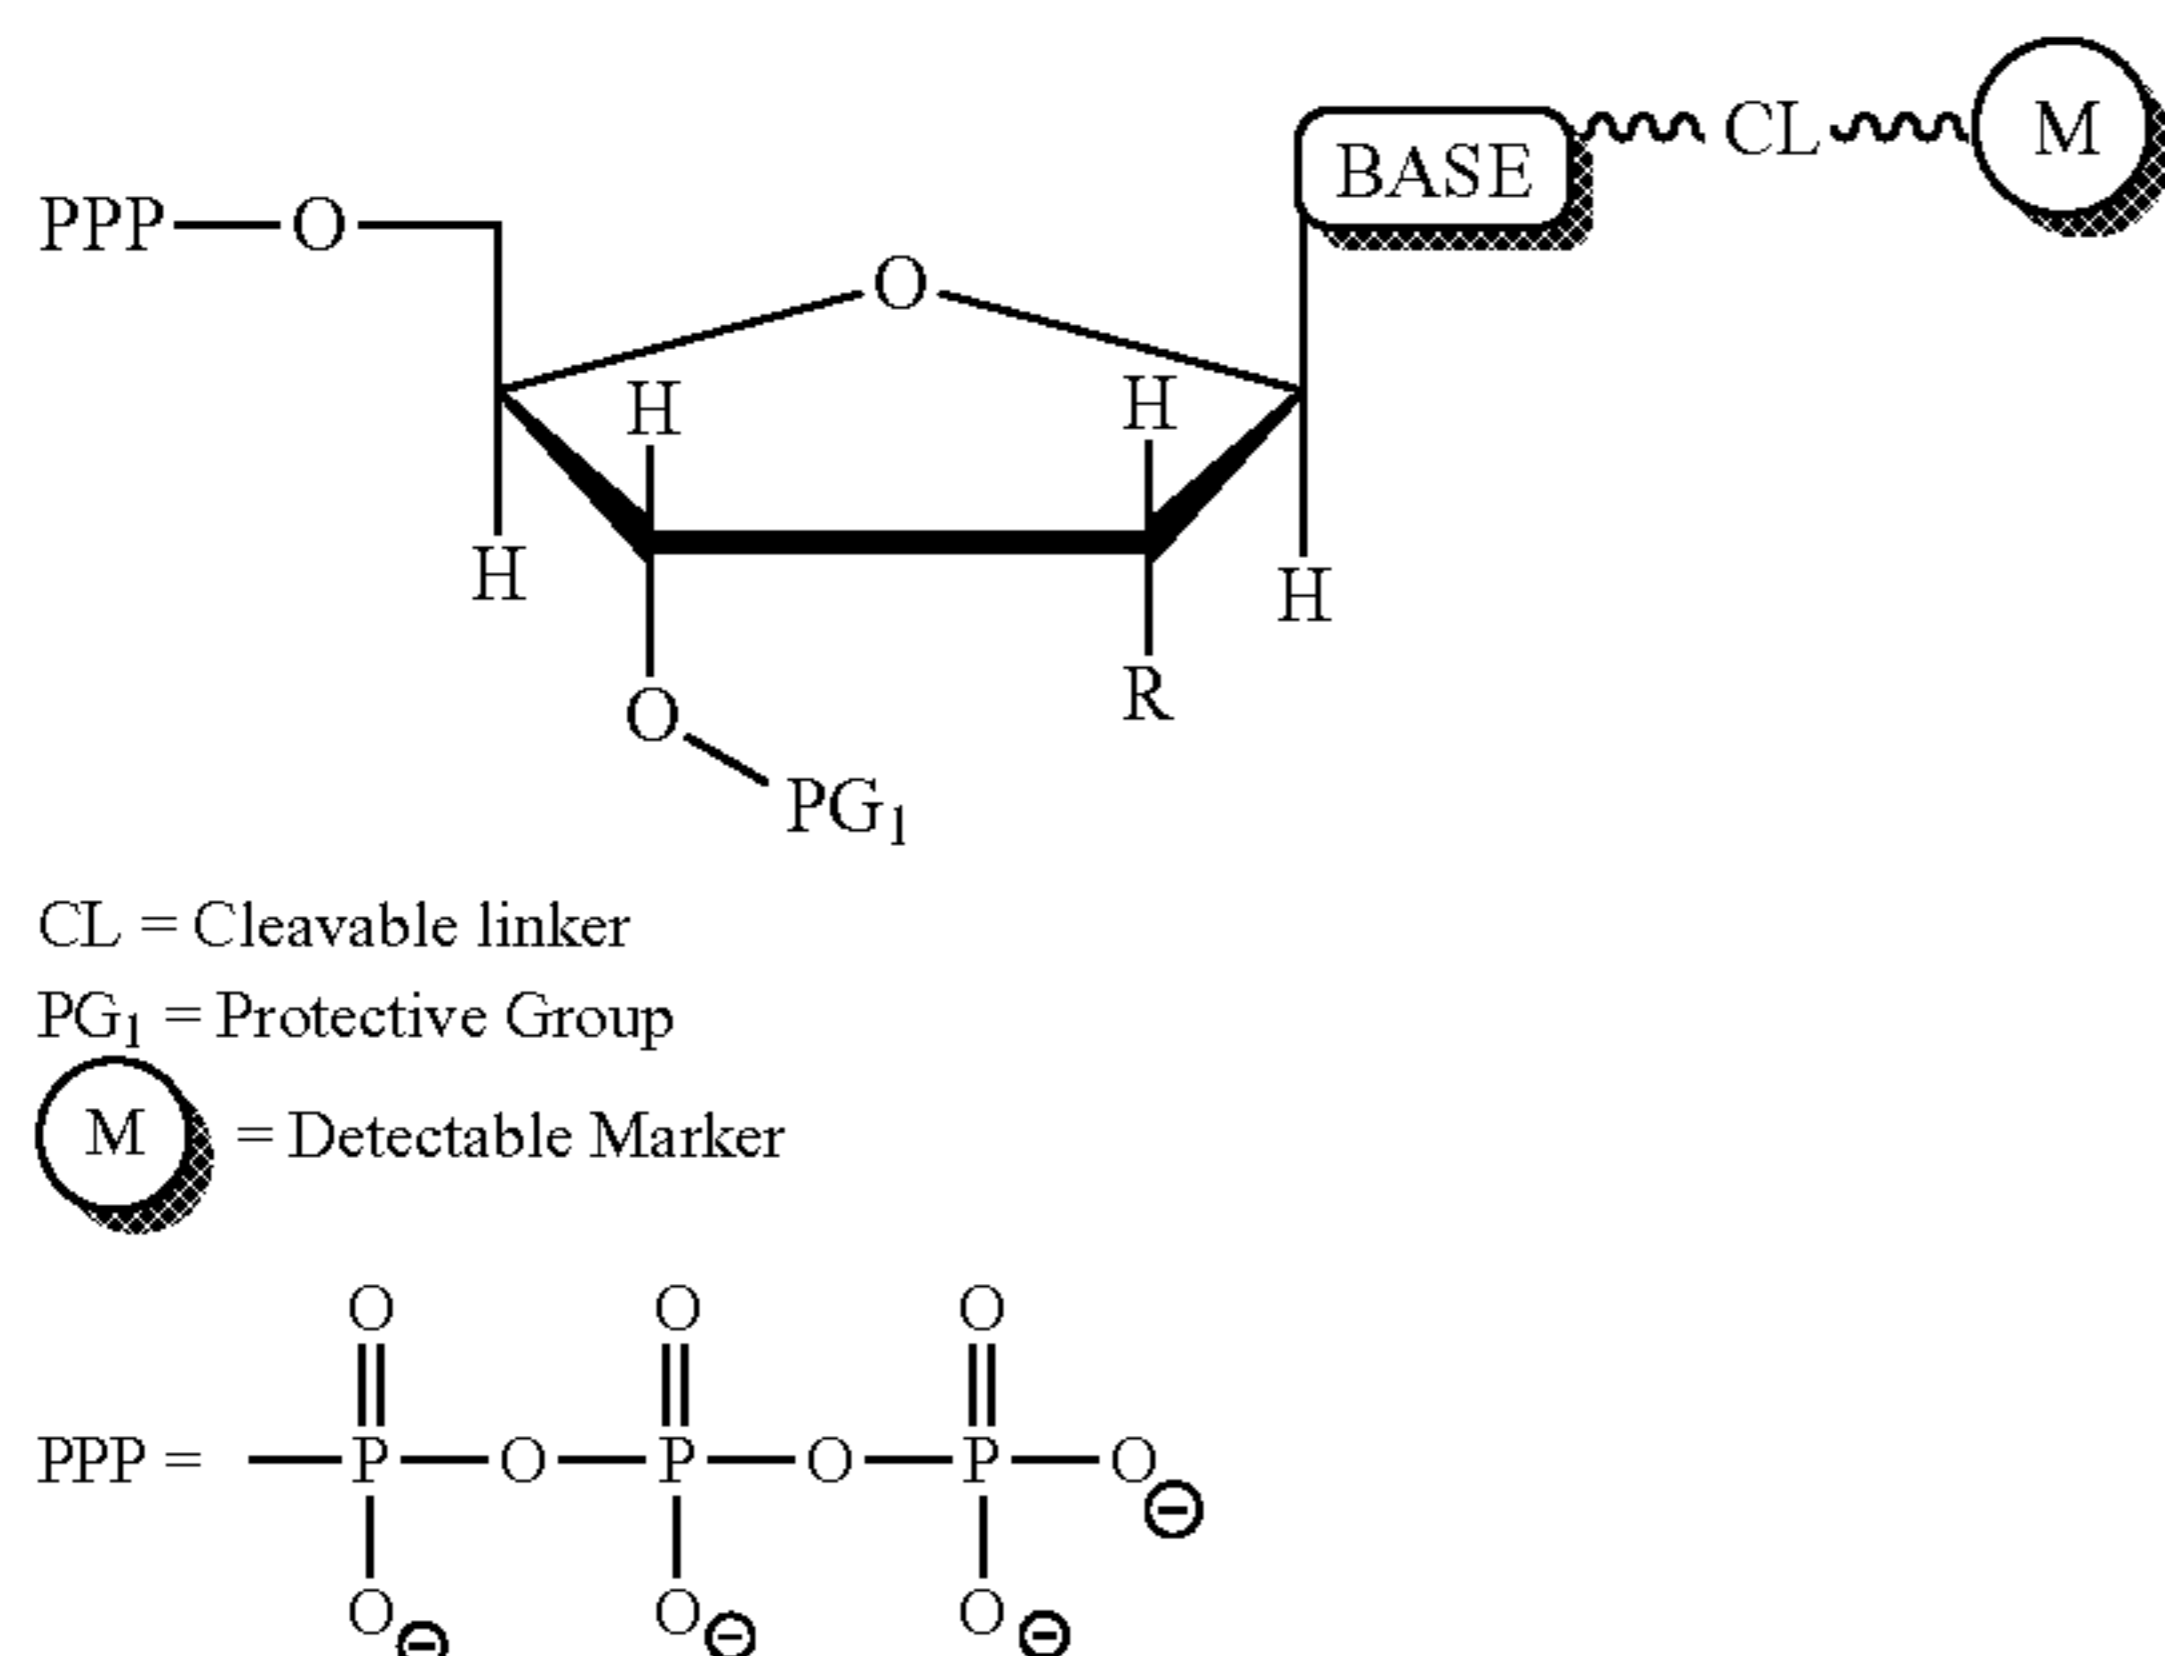 BASE CL M
PPP O
O
H H
H H
O R
PG1
CL = Cleavable linker
PG1 = Protective Group
M = Detectable Marker
O O O
PPP = P O P O P O ⊖
O ⊖ O ⊖ O ⊖